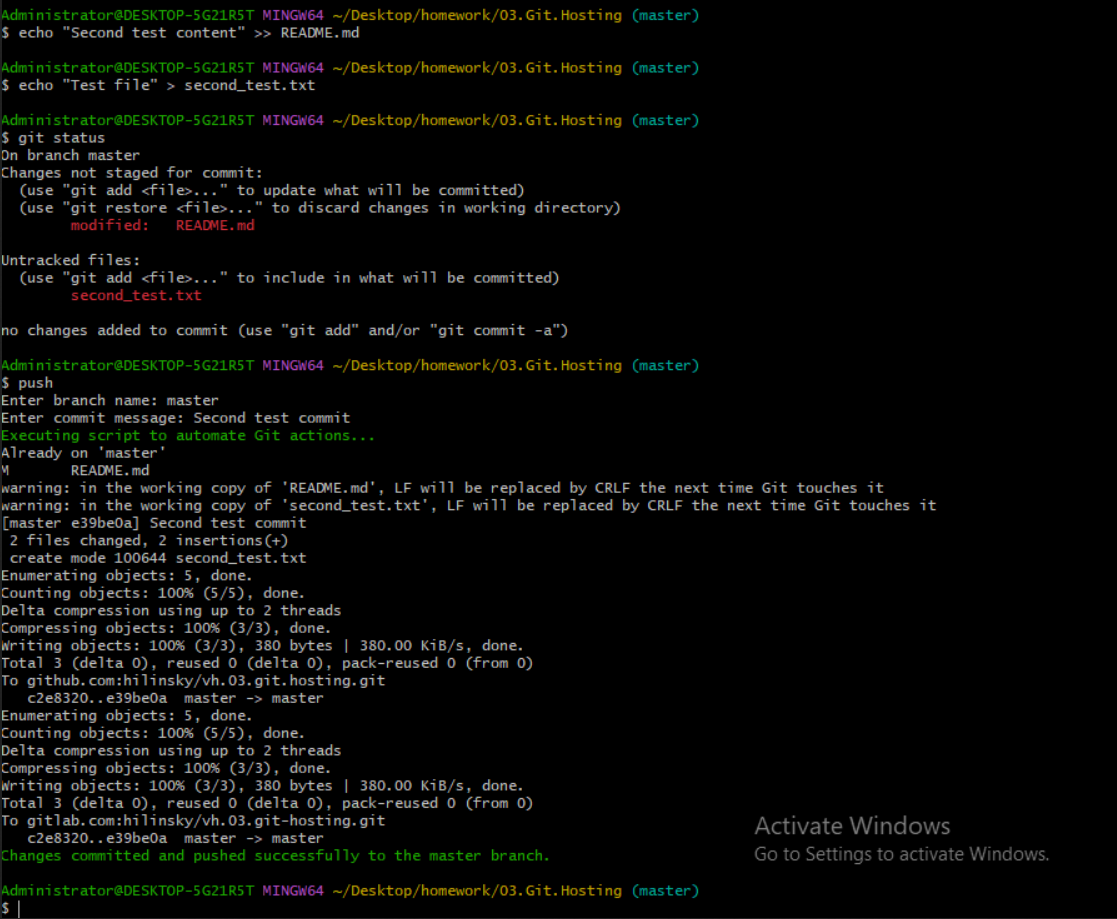 Administrator@DESKTOP-5G21R5T MINGW64 ~/Desktop/homework/03.Git.Hosting (master)
$ echo "Second test content" >> README.md
Administrator@DESKTOP-5G21R5T MINGW64 ~/Desktop/homework/03.Git.Hosting (master)
$ echo "Test file" > second_test.txt
Administrator@DESKTOP-5G21R5T MINGW64 ~/Desktop/homework/03.Git.Hosting (master)
$ git status
On branch master
Changes not staged for commit:
  (use "git add <file>..." to update what will be committed)
  (use "git restore <file>..." to discard changes in working directory)
        modified:   README.md
Untracked files:
  (use "git add <file>..." to include in what will be committed)
        second_test.txt
no changes added to commit (use "git add" and/or "git commit -a")
Administrator@DESKTOP-5G21R5T MINGW64 ~/Desktop/homework/03.Git.Hosting (master)
$ push
Enter branch name: master
Enter commit message: Second test commit
Executing script to automate Git actions...
Already on 'master'
M       README.md
warning: in the working copy of 'README.md', LF will be replaced by CRLF the next time Git touches it
warning: in the working copy of 'second_test.txt', LF will be replaced by CRLF the next time Git touches it
[master e39be0a] Second test commit
 2 files changed, 2 insertions(+)
 create mode 100644 second_test.txt
Enumerating objects: 5, done.
Counting objects: 100% (5/5), done.
Delta compression using up to 2 threads
Compressing objects: 100% (3/3), done.
Writing objects: 100% (3/3), 380 bytes | 380.00 KiB/s, done.
Total 3 (delta 0), reused 0 (delta 0), pack-reused 0 (from 0)
To github.com:hilinsky/vh.03.git.hosting.git
   c2e8320..e39be0a  master -> master
Enumerating objects: 5, done.
Counting objects: 100% (5/5), done.
Delta compression using up to 2 threads
Compressing objects: 100% (3/3), done.
Writing objects: 100% (3/3), 380 bytes | 380.00 KiB/s, done.
Total 3 (delta 0), reused 0 (delta 0), pack-reused 0 (from 0)
To gitlab.com:hilinsky/vh.03.git-hosting.git
   c2e8320..e39be0a  master -> master
Changes committed and pushed successfully to the master branch.
Administrator@DESKTOP-5G21R5T MINGW64 ~/Desktop/homework/03.Git.Hosting (master)
$
Activate Windows
Go to Settings to activate Windows.